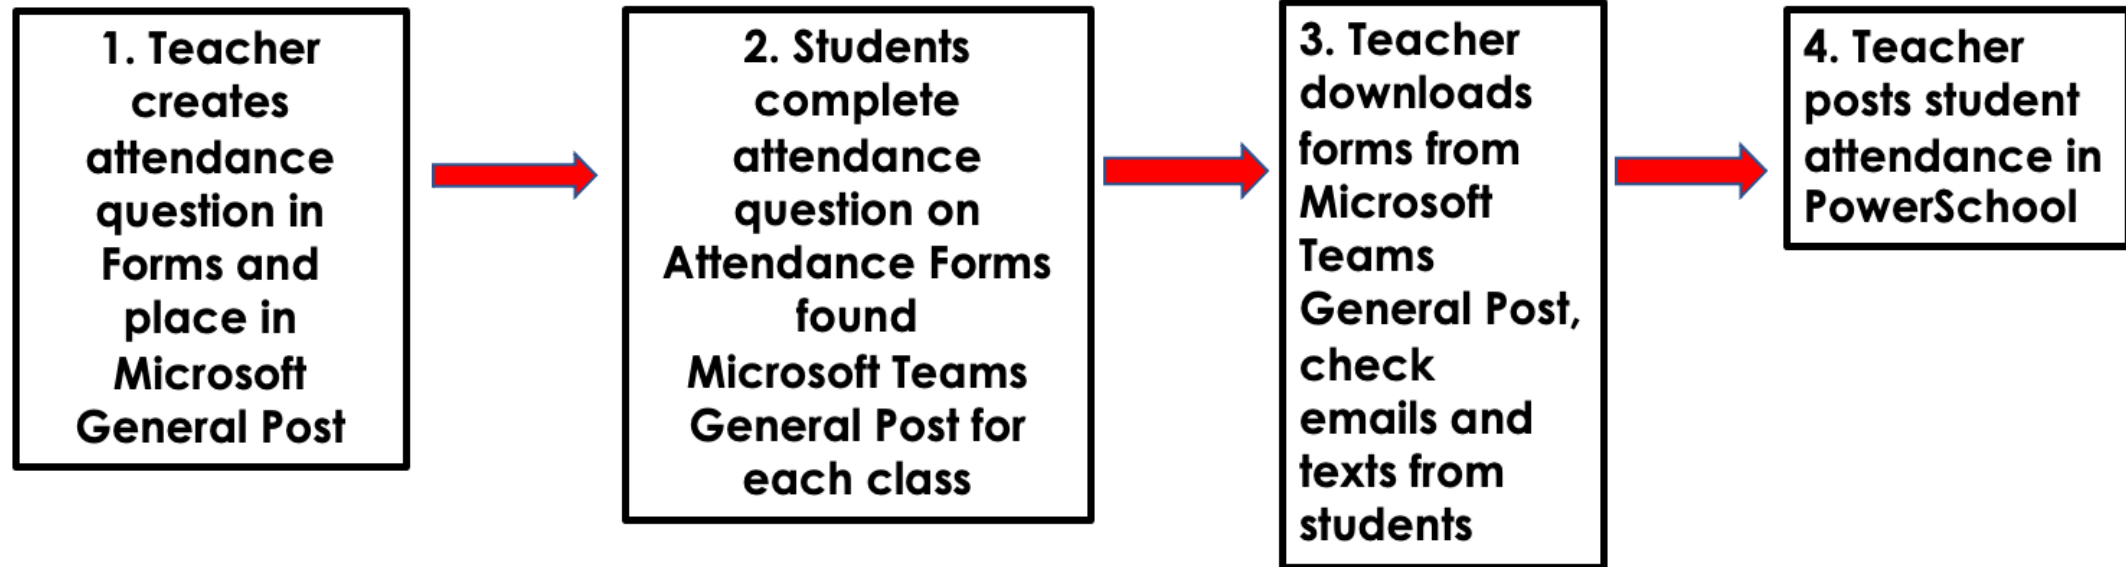 1. Teacher
creates
attendance
question in
Forms and
place in
Microsoft
General Post
2. Students
complete
attendance
question on
Attendance Forms
found
Microsoft Teams
General Post for
each class
3. Teacher
downloads
forms from
Microsoft
Teams
General Post,
check
emails and
texts from
students
4. Teacher
posts student
attendance in
PowerSchool